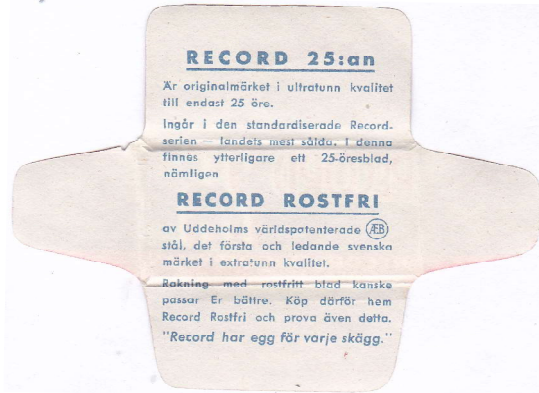 RECORD 25:an
Är originalmärket i ultratunn kvalitet
till endast 25 öre.
Ingår i den standardiserade Record-
serien — landets mest sålda. I denna
finnes ytterligare ett 25-öresblad,
nämligen
RECORD ROSTFRI
av Uddeholms världspatenterade ÆB
stål, det första och ledande svenska
märket i extratunn kvalitet.
Rakning med rostfritt blad kanske
passar Er bättre. Köp därför hem
Record Rostfri och prova även detta.
"Record har egg för varje skägg."